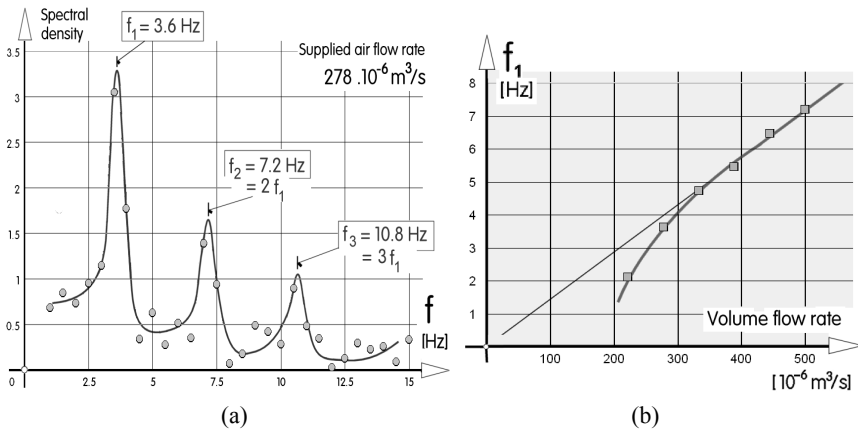 Spectral
density
f₁ = 3.6 Hz
Supplied air flow rate
278 .10⁻⁶ m³/s
3.5
3
2.5
2
1.5
1
0.5
0
f₂ = 7.2 Hz
= 2 f₁
f₃ = 10.8 Hz
= 3 f₁
f
[Hz]
0
2.5
5
7.5
10
12.5
15
(a)
f₁
[Hz]
8
7
6
5
4
3
2
1
Volume flow rate
100
200
300
400
500
[10⁻⁶ m³/s]
(b)